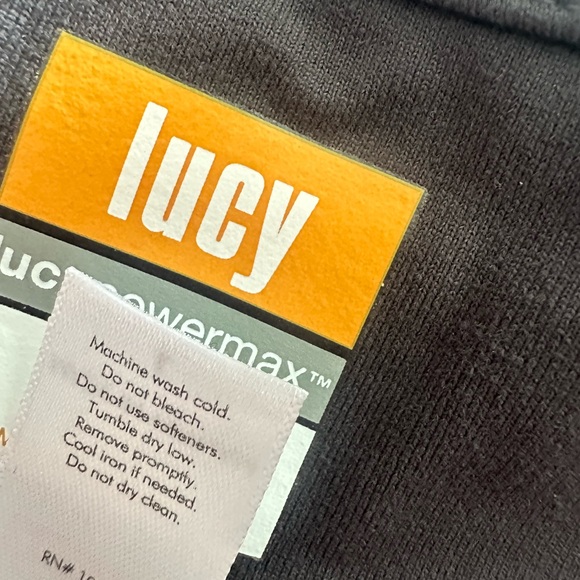 lucy
powermax™
Machine wash cold.
Do not bleach.
Do not use softeners.
Tumble dry low.
Remove promptly.
Cool iron if needed.
Do not dry clean.
RN#